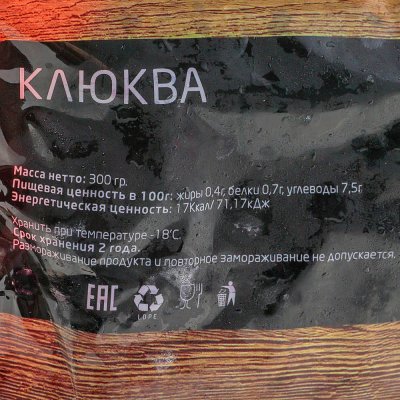 КЛЮКВА
Масса нетто: 300 гр.
Пищевая ценность в 100г: жиры 0,4г, белки 0,7г, углеводы 7,5г
Энергетическая ценность: 17Ккал/ 71,17кДж
Хранить при температуре -18°С
Срок хранения 2 года.
Размораживание продукта и повторное замораживание не допускается.
ЕАС
LDPE